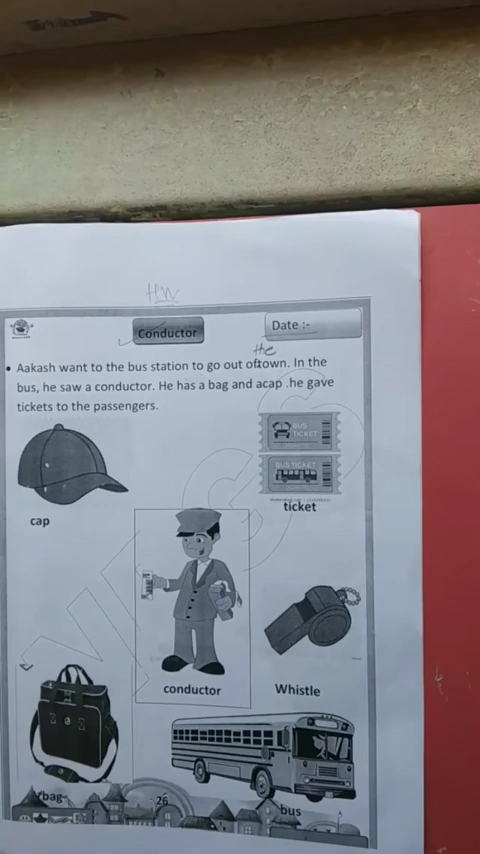 HW
Conductor
Date :-
the
Aakash want to the bus station to go out oftown. In the
bus, he saw a conductor. He has a bag and acap .he gave
tickets to the passengers.
BUS
TICKET
BUS TICKET
ticket
cap
conductor
Whistle
bag
26
bus